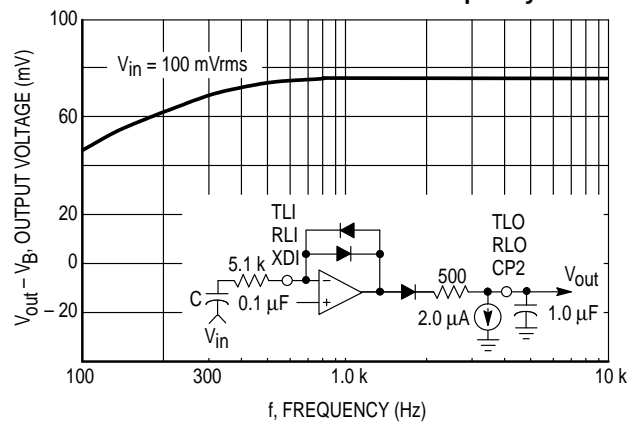 100
60
20
0
– 20
Vout – VB, OUTPUT VOLTAGE (mV)
Vin = 100 mVrms
TLI
RLI
XDI
5.1 k
C
0.1 µF
Vin
–
+
500
2.0 µA
TLO
RLO
CP2
Vout
1.0 µF
100
300
1.0 k
10 k
f, FREQUENCY (Hz)